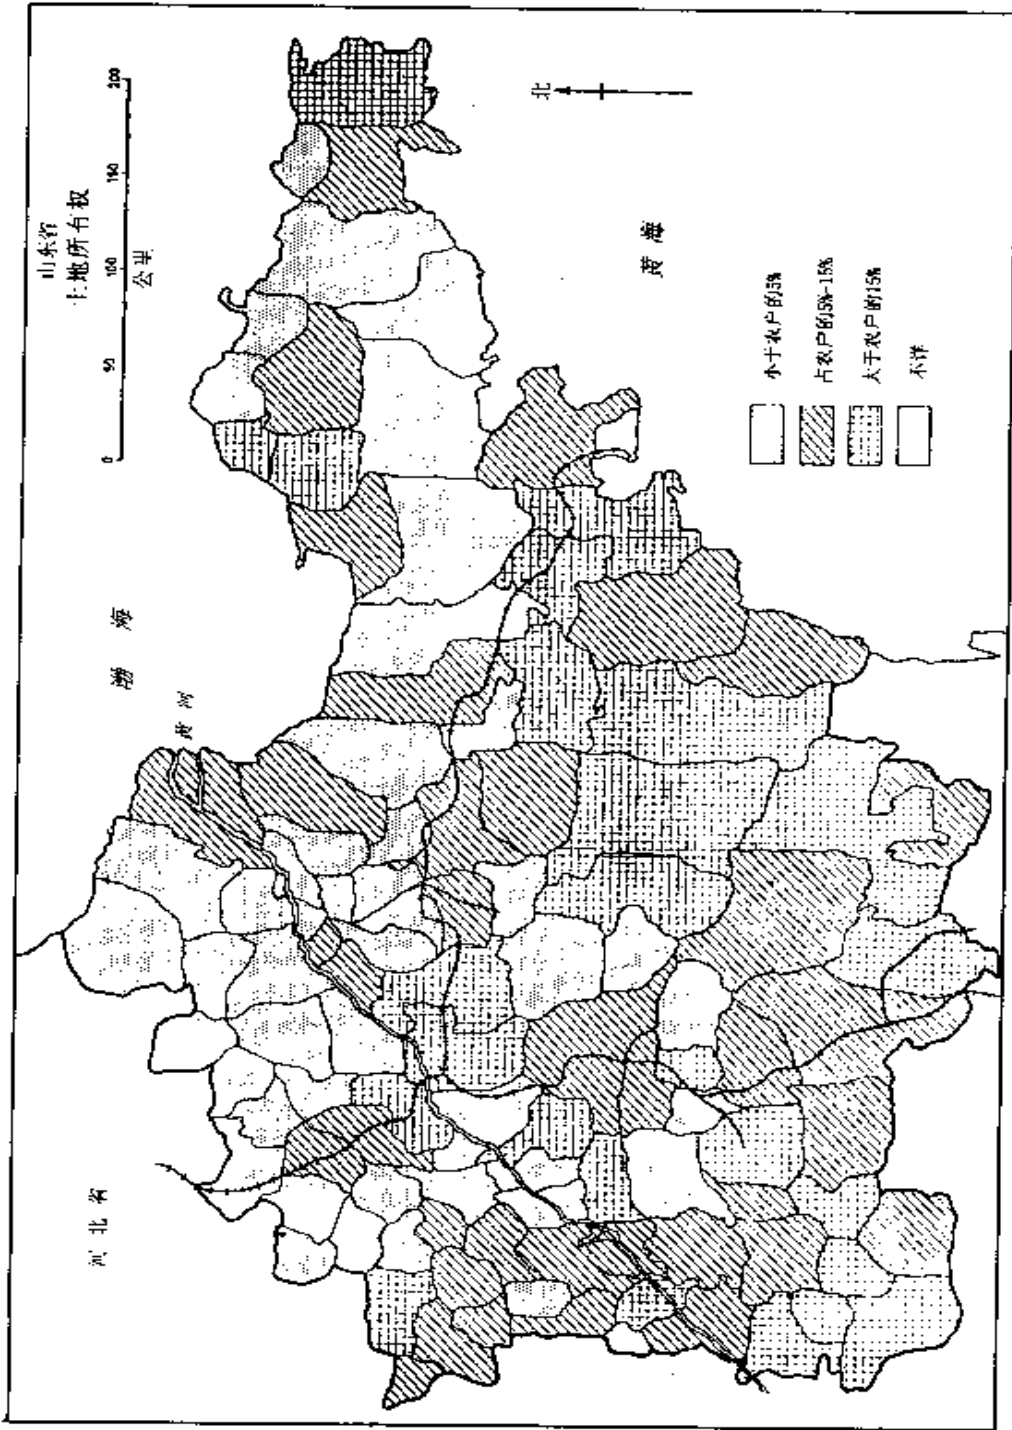 山东省
土地所有权
0 50 100 150 200
公里
北
渤海
黄河
黄海
河北省
小于农户的5%
占农户的5%-15%
大于农户的15%
不详